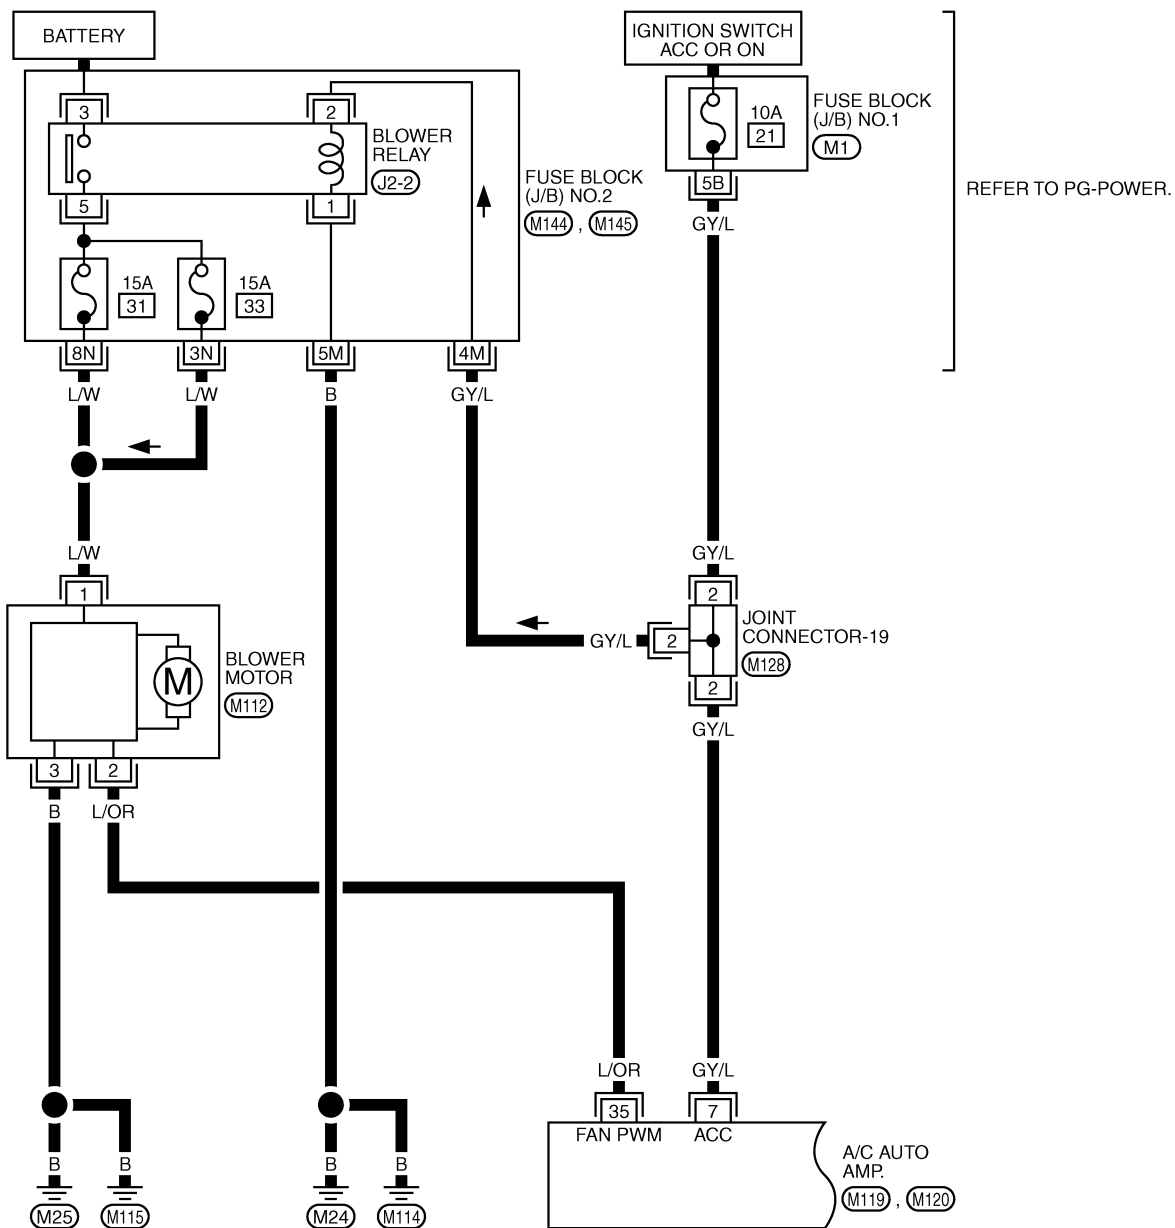 BATTERY
IGNITION SWITCH
ACC OR ON
3
2
BLOWER
RELAY
J2-2
5
1
FUSE BLOCK
(J/B) NO.2
M144 , M145
10A
21
FUSE BLOCK
(J/B) NO.1
M1
5B
REFER TO PG-POWER.
GY/L
15A
31
15A
33
8N
3N
5M
4M
L/W
L/W
B
GY/L
L/W
GY/L
1
2
GY/L
2
JOINT
CONNECTOR-19
M128
2
GY/L
M
BLOWER
MOTOR
M112
3
2
B
L/OR
L/OR
GY/L
35
7
FAN PWM
ACC
A/C AUTO
AMP.
M119 , M120
B
B
B
B
M25
M115
M24
M114